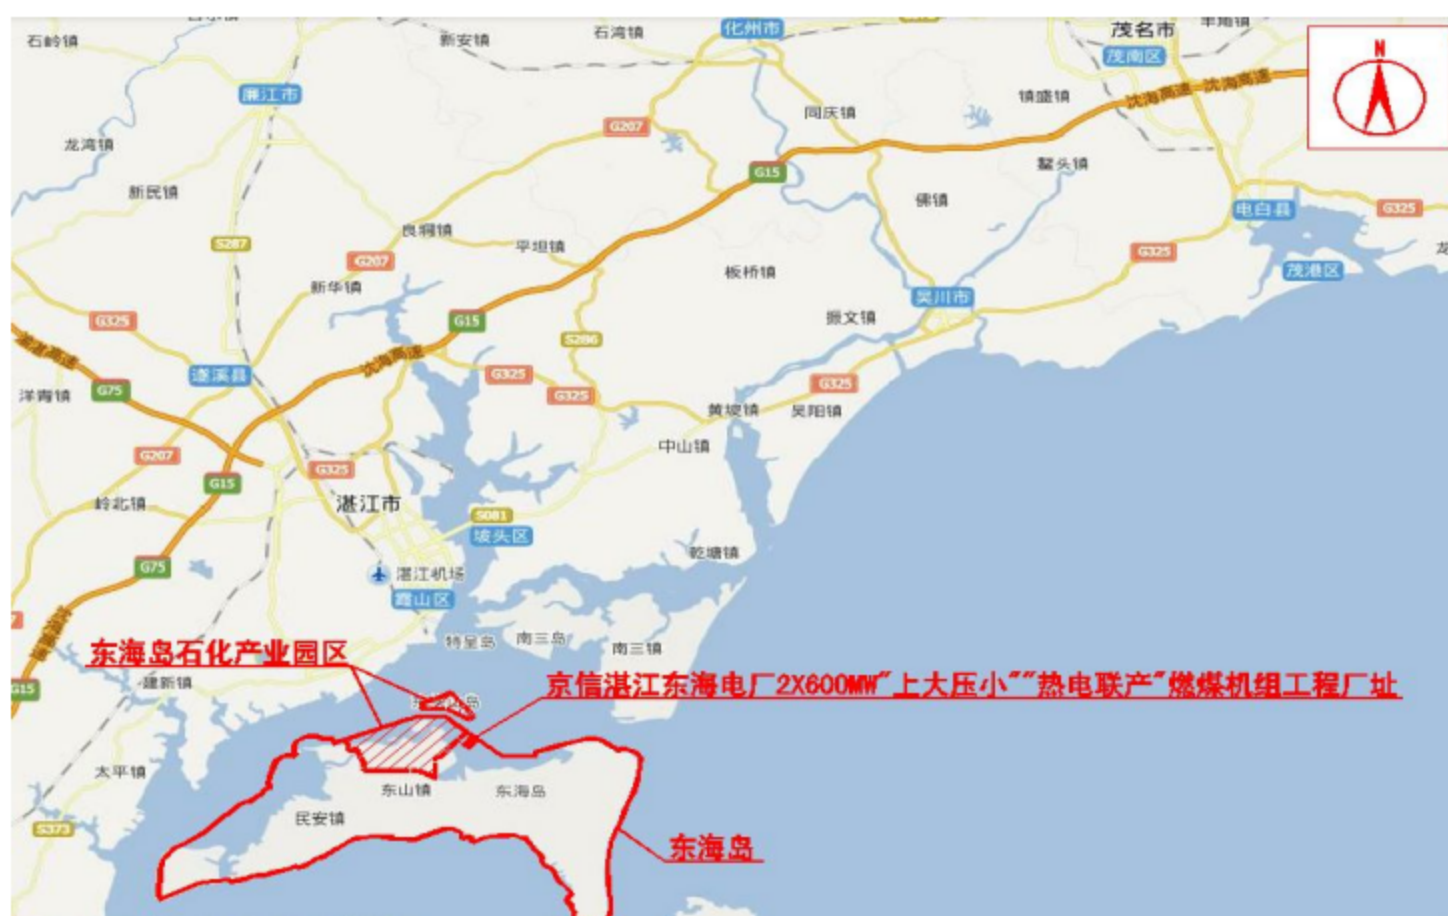 石岭镇
新安镇
石湾镇
化州市
茂名市
茂南区
N
廉江市
沈海高速
沈海高速
镇盛镇
同庆镇
G207
龙湾镇
鳌头镇
G15
新民镇
佛镇
电白县
G325
良垌镇
平坦镇
S287
G207
G325
茂港区
板桥镇
新华镇
吴川市
振文镇
G325
G15
S286
沈海高速
遂溪县
G325
G75
G325
G325
洋青镇
黄坡镇
吴阳镇
中山镇
G207
G325
G15
岭北镇
湛江市
S081
坡头区
乾塘镇
G75
湛江机场
霞山区
特呈岛
南三岛
南三镇
东海岛石化产业园区
建新镇
G15
京信湛江东海电厂2X600MW"上大压小""热电联产"燃煤机组工程厂址
太平镇
东山镇
东海岛
民安镇
S373
东海岛